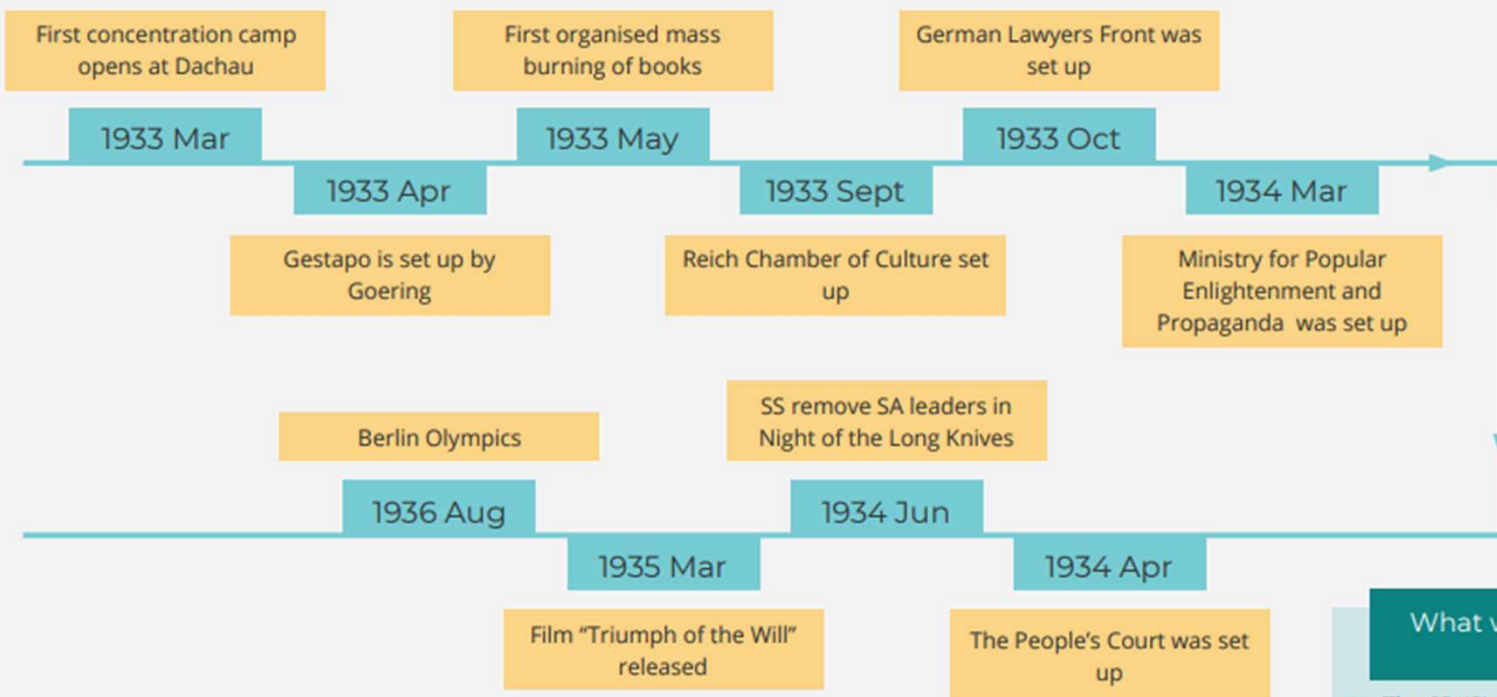 First concentration camp
opens at Dachau
First organised mass
burning of books
German Lawyers Front was
set up
1933 Mar
1933 May
1933 Oct
1933 Apr
1933 Sept
1934 Mar
Gestapo is set up by
Goering
Reich Chamber of Culture set
up
Ministry for Popular
Enlightenment and
Propaganda was set up
Berlin Olympics
SS remove SA leaders in
Night of the Long Knives
1936 Aug
1934 Jun
1935 Mar
1934 Apr
Film “Triumph of the Will”
released
The People’s Court was set
up
What